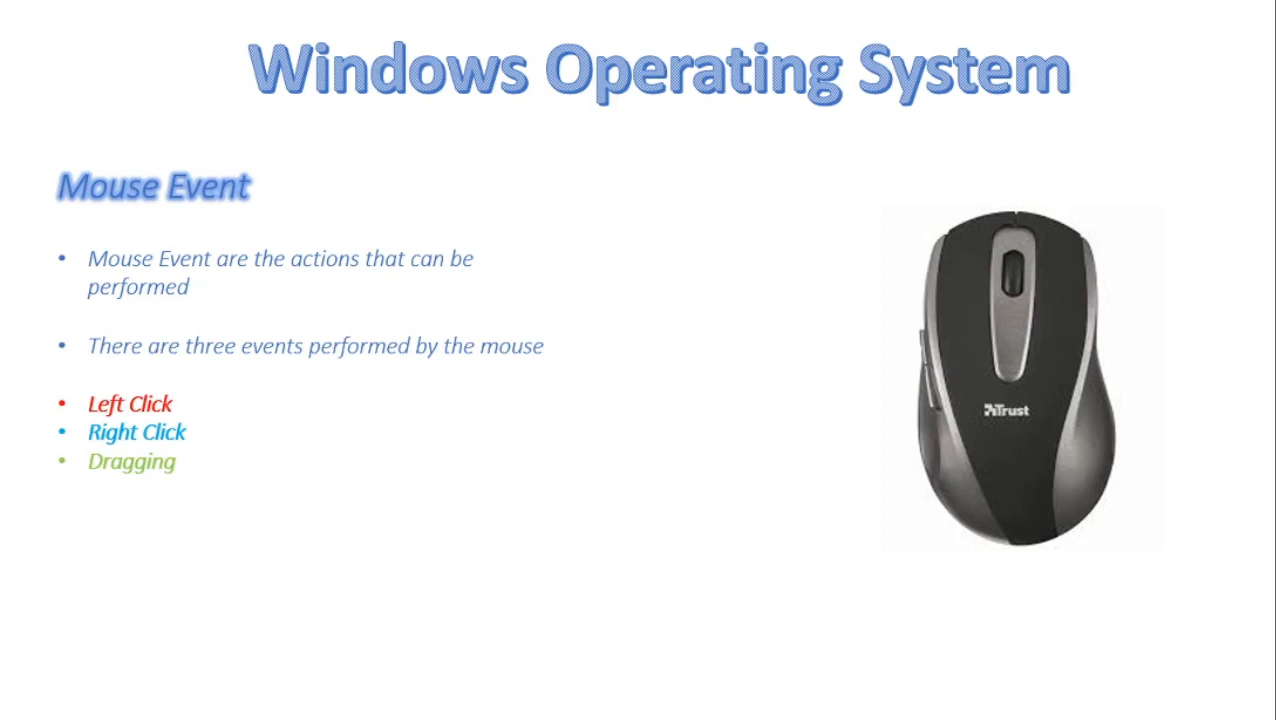 Windows Operating System
Mouse Event
• Mouse Event are the actions that can be
performed
• There are three events performed by the mouse
• Left Click
• Right Click
• Dragging
Trust